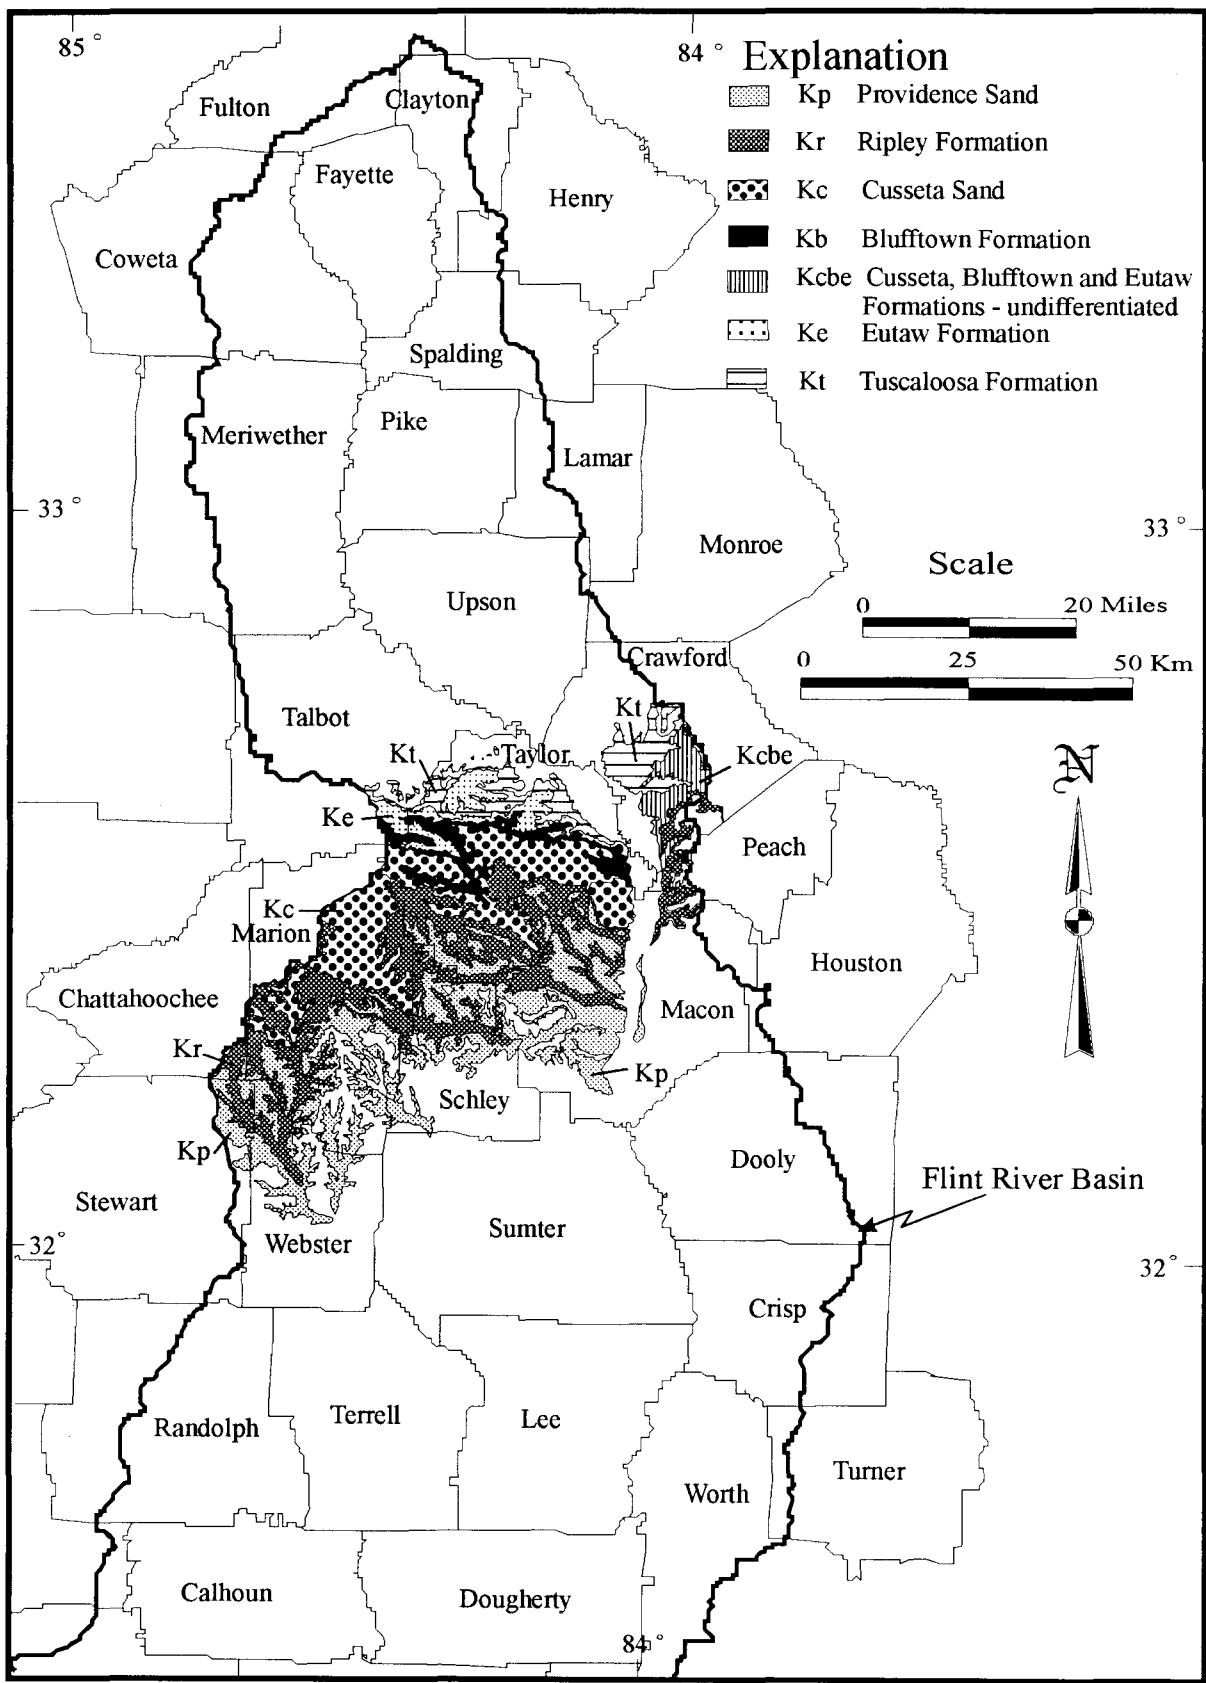 85 °
84 °
Explanation
Kp Providence Sand
Kr Ripley Formation
Kc Cusseta Sand
Kb Blufftown Formation
Kcbe Cusseta, Blufftown and Eutaw
Formations - undifferentiated
Ke Eutaw Formation
Kt Tuscaloosa Formation
Fulton
Clayton
Fayette
Henry
Coweta
Spalding
Meriwether
Pike
Lamar
33 °
33 °
Monroe
Scale
0 20 Miles
0 25 50 Km
Upson
Crawford
Talbot
Kt
Kt
Taylor
Kcbe
N
Ke
Peach
Kc
Marion
Houston
Chattahoochee
Macon
Kr
Kp
Schley
Kp
Dooly
Flint River Basin
Stewart
Sumter
32°
Webster
32°
Crisp
Randolph
Terrell
Lee
Turner
Worth
Calhoun
Dougherty
84 °